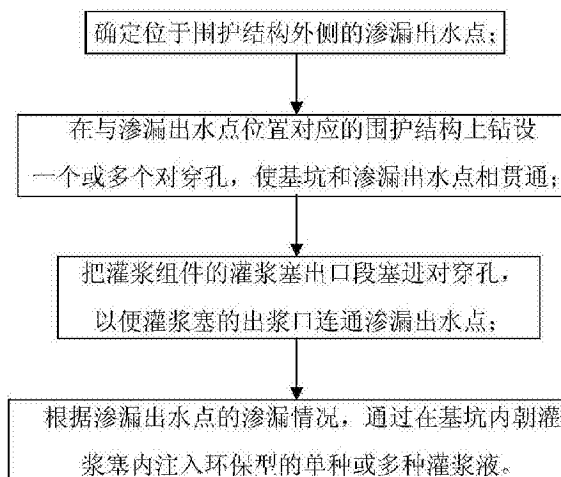 确定位于围护结构外侧的渗漏出水点；
在与渗漏出水点位置对应的围护结构上钻设
一个或多个对穿孔，使基坑和渗漏出水点相贯通；
把灌浆组件的灌浆塞出口段塞进对穿孔，
以便灌浆塞的出浆口连通渗漏出水点；
根据渗漏出水点的渗漏情况，通过在基坑内朝灌
浆塞内注入环保型的单种或多种灌浆液。